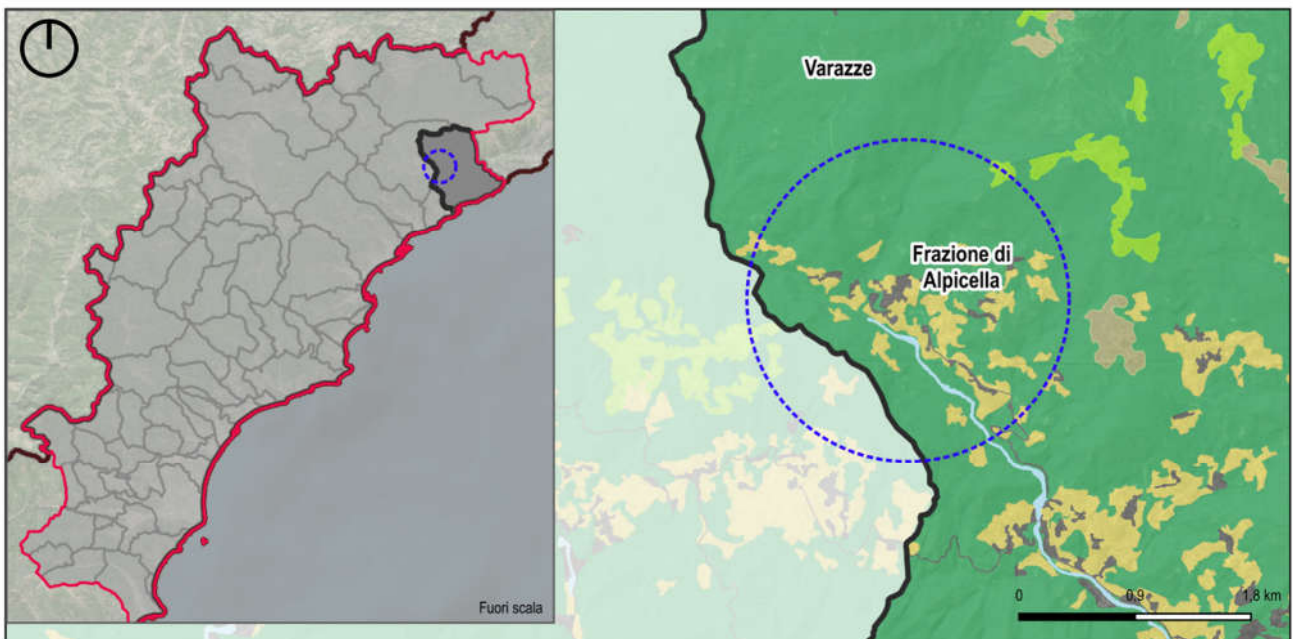 Varazze
Frazione di
Alpicella
Fuori scala
0 0,9 1,8 km